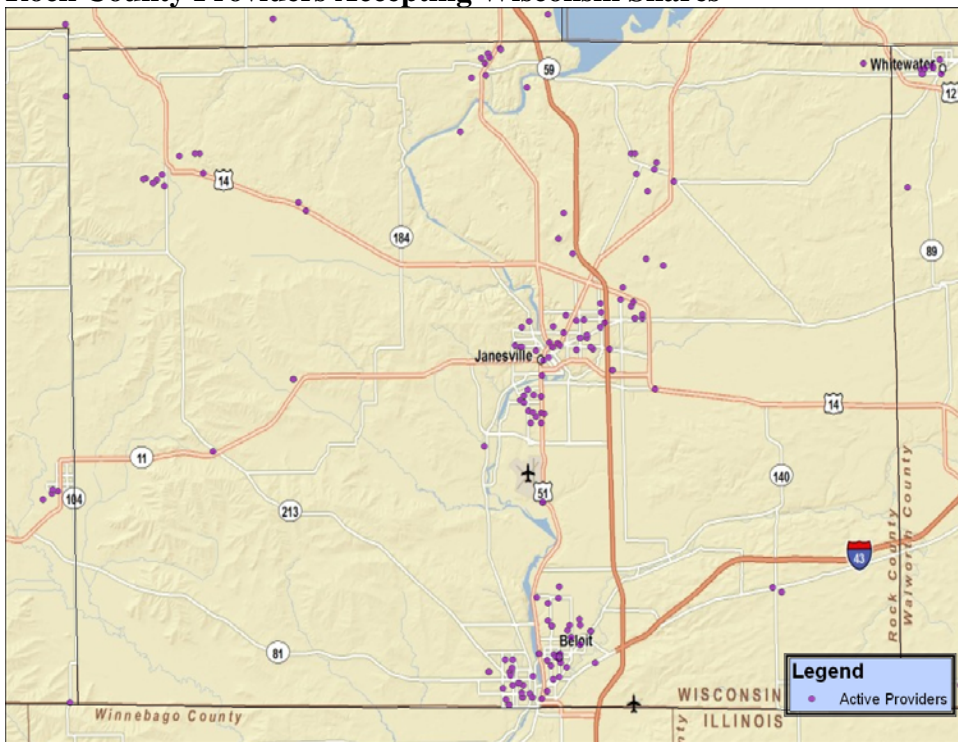 Rock County Providers Accepting Wisconsin Shares
59
Whitewater
12
14
184
89
Janesville
14
11
140
104
51
213
43
Rock County
Walworth County
81
Beloit
Legend
Active Providers
WISCONSIN
ILLINOIS
Winnebago County
unty